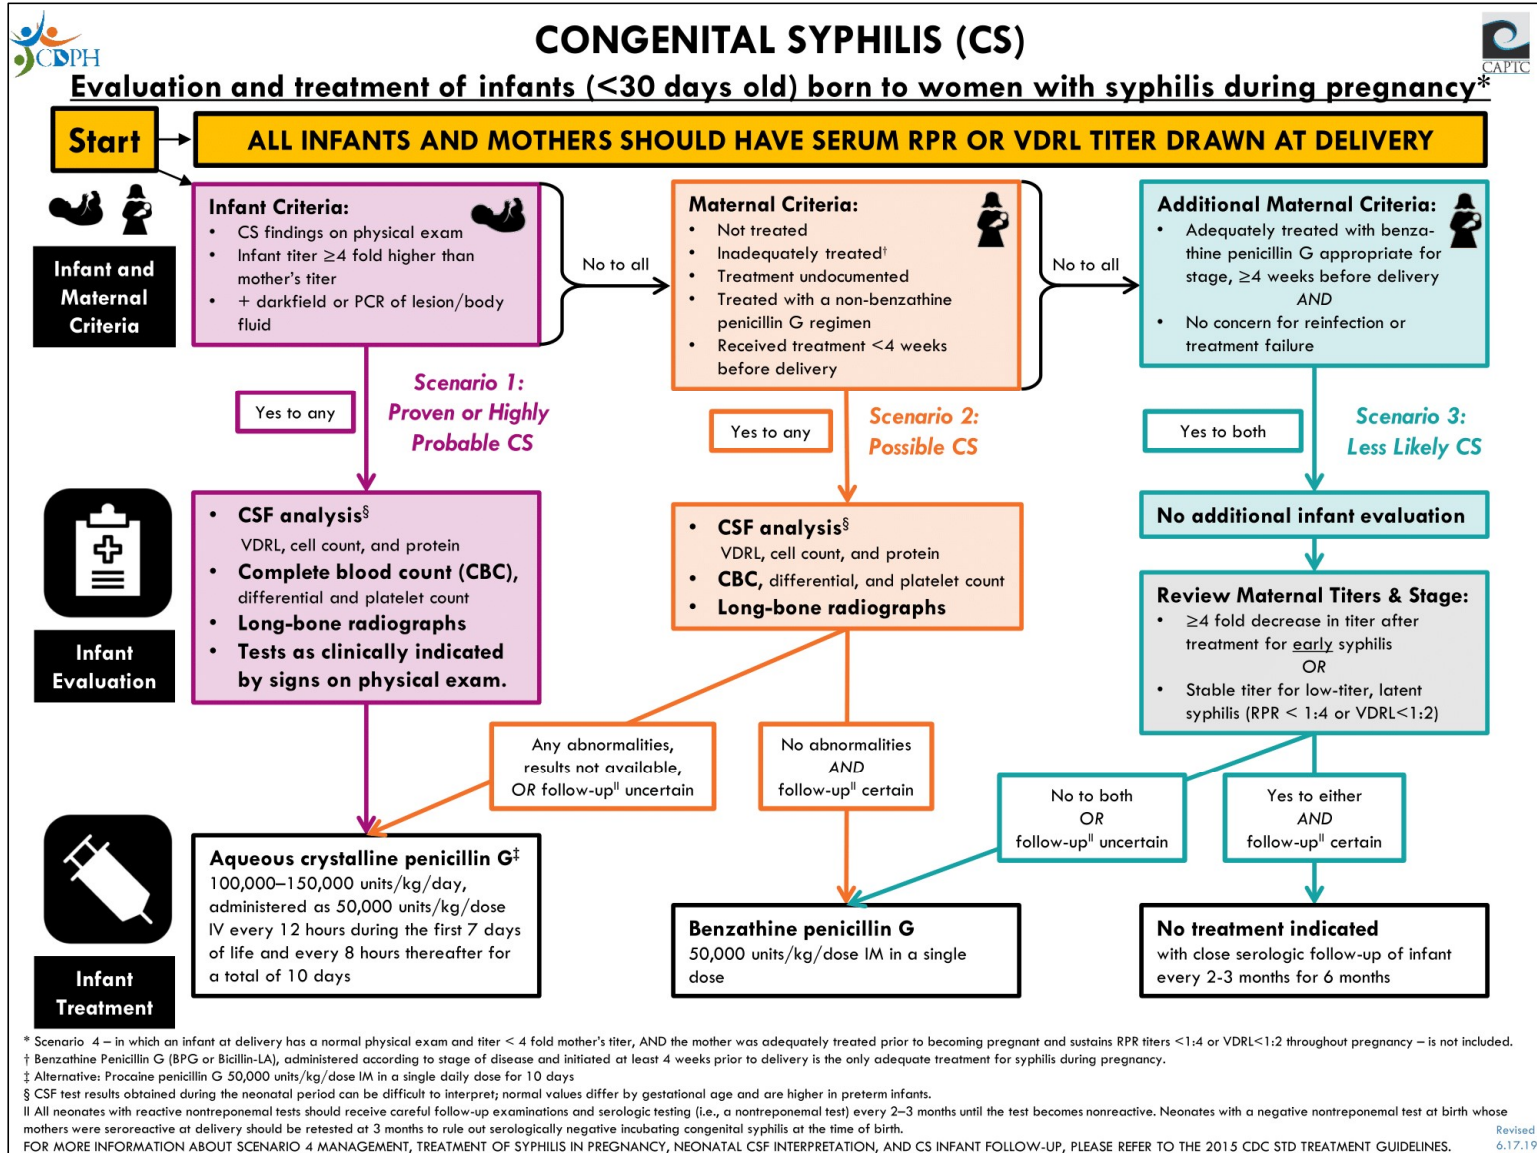 CDPH
CONGENITAL SYPHILIS (CS)
CAPTC
Evaluation and treatment of infants (<30 days old) born to women with syphilis during pregnancy*
Start
ALL INFANTS AND MOTHERS SHOULD HAVE SERUM RPR OR VDRL TITER DRAWN AT DELIVERY
Infant and
Maternal
Criteria
Infant Criteria:
• CS findings on physical exam
• Infant titer ≥4 fold higher than
mother's titer
• + darkfield or PCR of lesion/body
fluid
No to all
Maternal Criteria:
• Not treated
• Inadequately treated†
• Treatment undocumented
• Treated with a non-benzathine
penicillin G regimen
• Received treatment <4 weeks
before delivery
No to all
Additional Maternal Criteria:
• Adequately treated with benza-
thine penicillin G appropriate for
stage, ≥4 weeks before delivery
AND
• No concern for reinfection or
treatment failure
Yes to any
Scenario 1:
Proven or Highly
Probable CS
Yes to any
Scenario 2:
Possible CS
Yes to both
Scenario 3:
Less Likely CS
Infant
Evaluation
• CSF analysis§
VDRL, cell count, and protein
• Complete blood count (CBC),
differential and platelet count
• Long-bone radiographs
• Tests as clinically indicated
by signs on physical exam.
• CSF analysis§
VDRL, cell count, and protein
• CBC, differential, and platelet count
• Long-bone radiographs
No additional infant evaluation
Review Maternal Titers & Stage:
• ≥4 fold decrease in titer after
treatment for early syphilis
OR
• Stable titer for low-titer, latent
syphilis (RPR < 1:4 or VDRL<1:2)
Any abnormalities,
results not available,
OR follow-up‖ uncertain
No abnormalities
AND
follow-up‖ certain
No to both
OR
follow-up‖ uncertain
Yes to either
AND
follow-up‖ certain
Infant
Treatment
Aqueous crystalline penicillin G‡
100,000–150,000 units/kg/day,
administered as 50,000 units/kg/dose
IV every 12 hours during the first 7 days
of life and every 8 hours thereafter for
a total of 10 days
Benzathine penicillin G
50,000 units/kg/dose IM in a single
dose
No treatment indicated
with close serologic follow-up of infant
every 2-3 months for 6 months
* Scenario 4 – in which an infant at delivery has a normal physical exam and titer < 4 fold mother's titer, AND the mother was adequately treated prior to becoming pregnant and sustains RPR titers <1:4 or VDRL<1:2 throughout pregnancy – is not included.
† Benzathine Penicillin G (BPG or Bicillin-LA), administered according to stage of disease and initiated at least 4 weeks prior to delivery is the only adequate treatment for syphilis during pregnancy.
‡ Alternative: Procaine penicillin G 50,000 units/kg/dose IM in a single daily dose for 10 days
§ CSF test results obtained during the neonatal period can be difficult to interpret; normal values differ by gestational age and are higher in preterm infants.
‖ All neonates with reactive nontreponemal tests should receive careful follow-up examinations and serologic testing (i.e., a nontreponemal test) every 2–3 months until the test becomes nonreactive. Neonates with a negative nontreponemal test at birth whose
mothers were seroreactive at delivery should be retested at 3 months to rule out serologically negative incubating congenital syphilis at the time of birth.
FOR MORE INFORMATION ABOUT SCENARIO 4 MANAGEMENT, TREATMENT OF SYPHILIS IN PREGNANCY, NEONATAL CSF INTERPRETATION, AND CS INFANT FOLLOW-UP, PLEASE REFER TO THE 2015 CDC STD TREATMENT GUIDELINES.
Revised
6.17.19